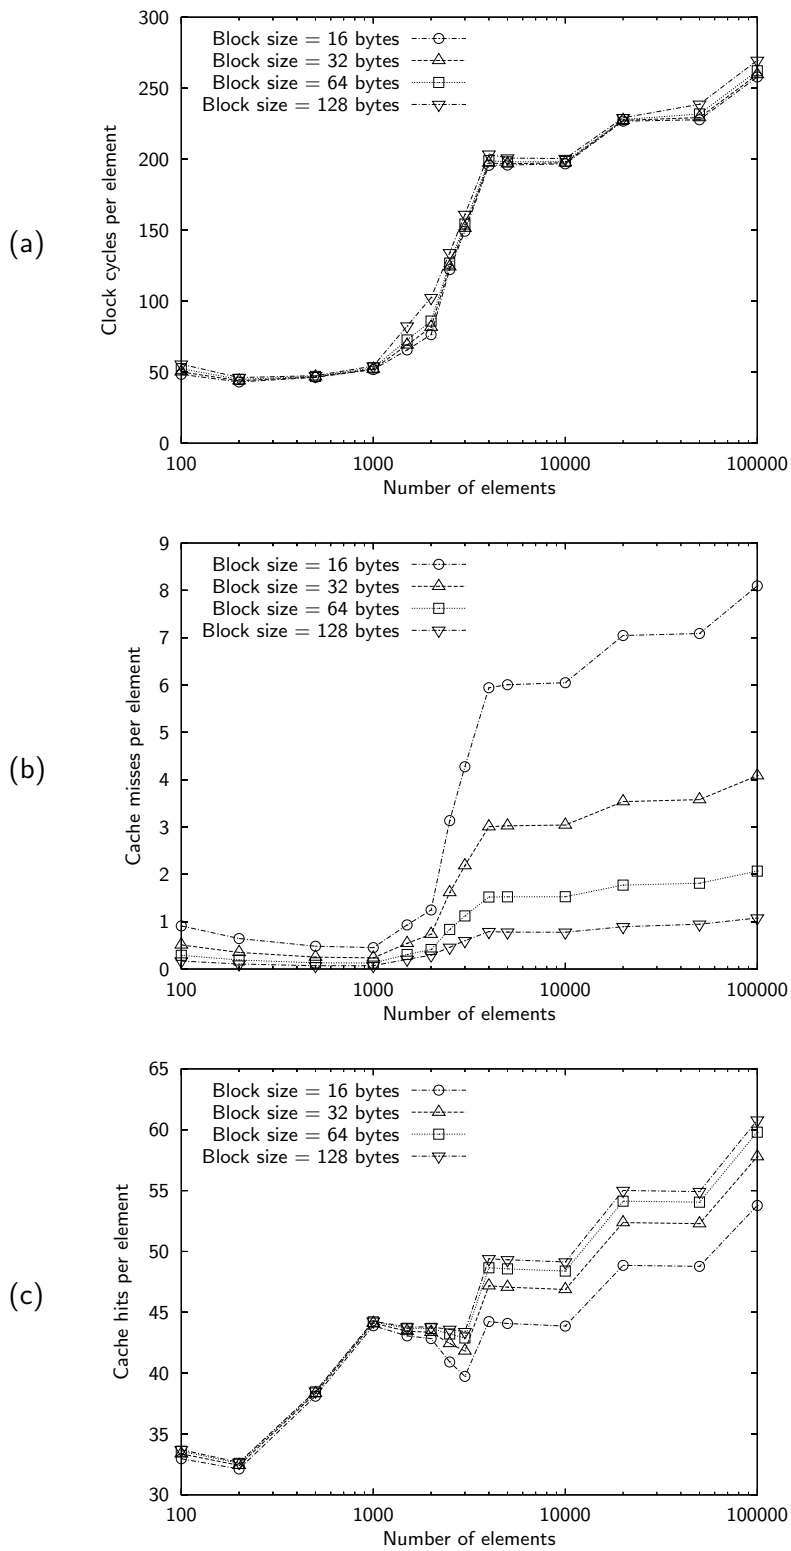 300
250
200
150
100
50
0
Clock cycles per element
(a)
Block size = 16 bytes
Block size = 32 bytes
Block size = 64 bytes
Block size = 128 bytes
100 1000 10000 100000
Number of elements
9
8
7
6
5
4
3
2
1
0
Cache misses per element
(b)
Block size = 16 bytes
Block size = 32 bytes
Block size = 64 bytes
Block size = 128 bytes
100 1000 10000 100000
Number of elements
65
60
55
50
45
40
35
30
Cache hits per element
(c)
Block size = 16 bytes
Block size = 32 bytes
Block size = 64 bytes
Block size = 128 bytes
100 1000 10000 100000
Number of elements